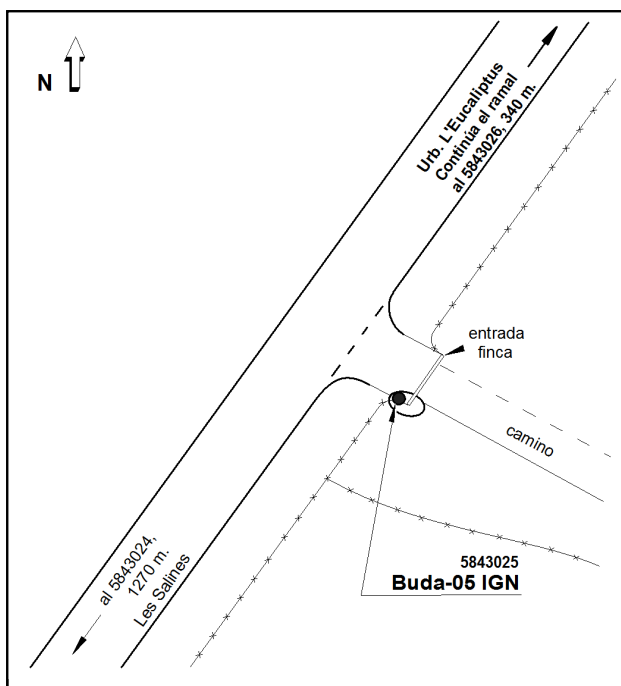 N
Urb. L'Eucaliptus
Continúa el ramal
al 5843026, 340 m.
entrada
finca
camino
5843025
Buda-05 IGN
al 5843024,
1270 m.
Les Salines